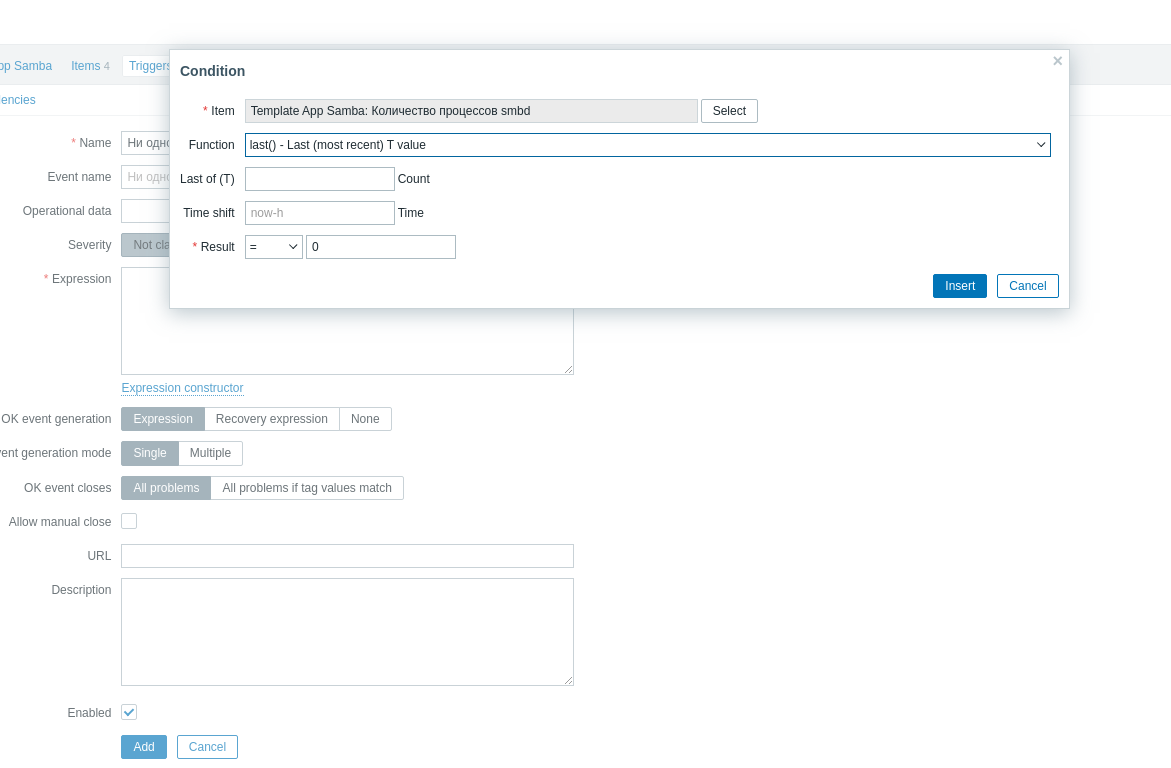 ×
Condition
* Item Template App Samba: Количество процессов smbd Select
Function last() - Last (most recent) T value
Last of (T) Count
Time shift now-h Time
* Result = 0
Insert Cancel
App Samba Items 4 Triggers
encies
* Name Ни одно
Event name Ни одно
Operational data
Severity Not cla
* Expression
Expression constructor
OK event generation Expression Recovery expression None
ent generation mode Single Multiple
OK event closes All problems All problems if tag values match
Allow manual close
URL
Description
Enabled
Add Cancel